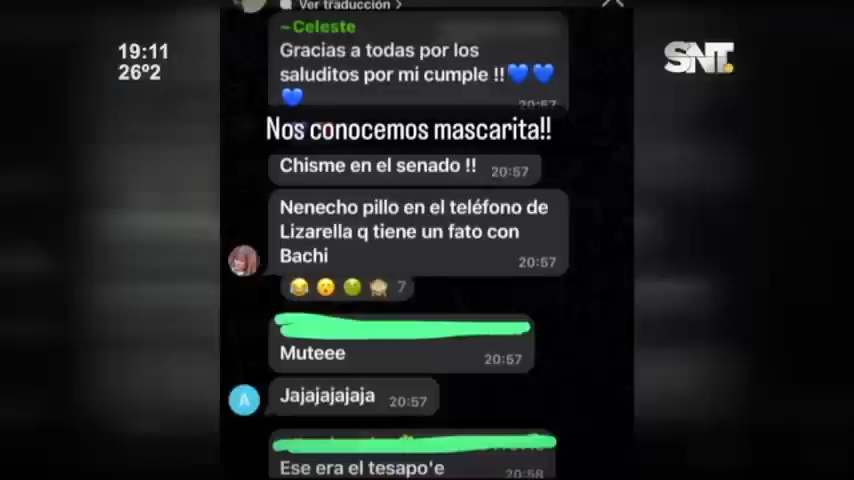 Ver traducción >
19:11
26º2
SNT.
~Celeste
Gracias a todas por los
saluditos por mi cumple !!💙💙
💙
20:57
Nos conocemos mascarita!!
Chisme en el senado !! 20:57
Nenecho pillo en el teléfono de
Lizarella q tiene un fato con
Bachi
20:57
😂😮🤢🙈 7
Muteee 20:57
A
Jajajajajaja 20:57
Ese era el tesapo'e 20:58